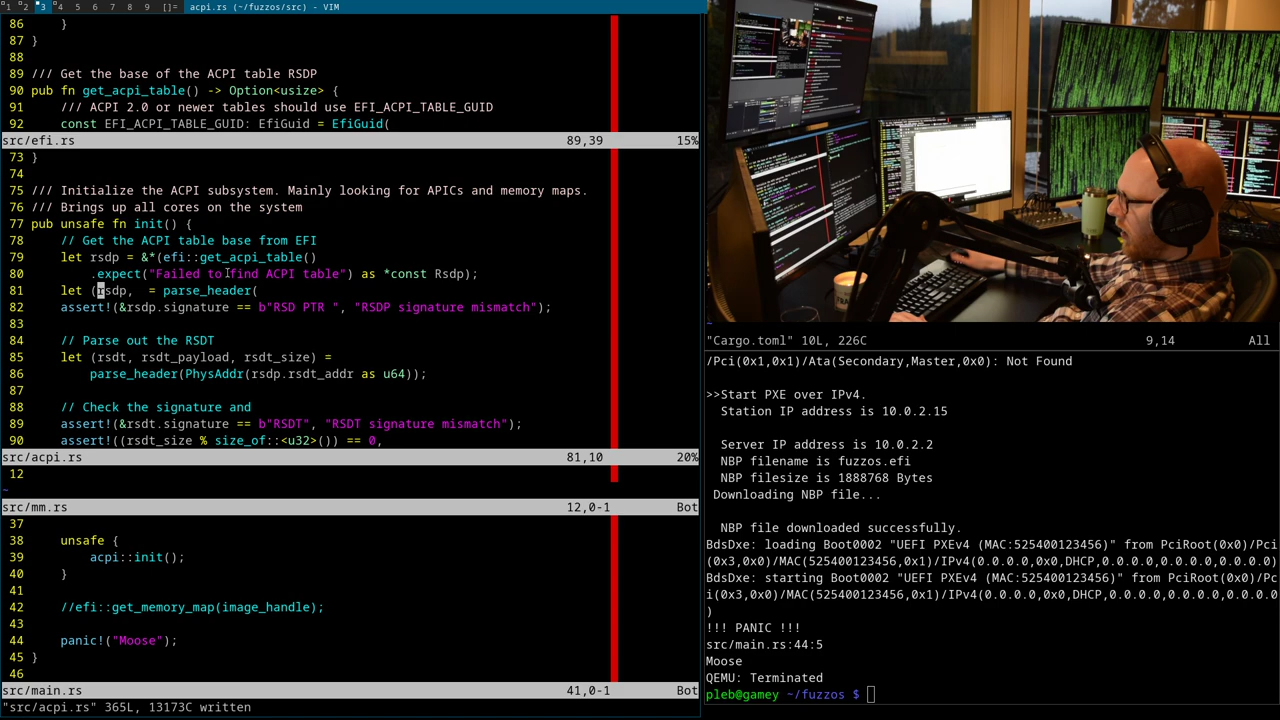 1 2 3 4 5 6 7 8 9 []= acpi.rs (~/fuzzos/src) - VIM
86 }
87 }
88
89 /// Get the base of the ACPI table RSDP
90 pub fn get_acpi_table() -> Option<usize> {
91 /// ACPI 2.0 or newer tables should use EFI_ACPI_TABLE_GUID
92 const EFI_ACPI_TABLE_GUID: EfiGuid = EfiGuid(
src/efi.rs 89,39 15%
73 }
74
75 /// Initialize the ACPI subsystem. Mainly looking for APICs and memory maps.
76 /// Brings up all cores on the system
77 pub unsafe fn init() {
78 // Get the ACPI table base from EFI
79 let rsdp = &*(efi::get_acpi_table()
80 .expect("Failed to find ACPI table") as *const Rsdp);
81 let (rsdp,  = parse_header(
82 assert!(&rsdp.signature == b"RSD PTR ", "RSDP signature mismatch");
83
84 // Parse out the RSDT
85 let (rsdt, rsdt_payload, rsdt_size) =
86 parse_header(PhysAddr(rsdp.rsdt_addr as u64));
87
88 // Check the signature and
89 assert!(&rsdt.signature == b"RSDT", "RSDT signature mismatch");
90 assert!((rsdt_size % size_of::<u32>()) == 0,
src/acpi.rs 81,10 20%
12
~
src/mm.rs 12,0-1 Bot
37
38 unsafe {
39 acpi::init();
40 }
41
42 //efi::get_memory_map(image_handle);
43
44 panic!("Moose");
45 }
46
src/main.rs 41,0-1 Bot
"src/acpi.rs" 365L, 13173C written
~
"Cargo.toml" 10L, 226C 9,14 All
/Pci(0x1,0x1)/Ata(Secondary,Master,0x0): Not Found
>>Start PXE over IPv4.
Station IP address is 10.0.2.15
Server IP address is 10.0.2.2
NBP filename is fuzzos.efi
NBP filesize is 1888768 Bytes
Downloading NBP file...
NBP file downloaded successfully.
BdsDxe: loading Boot0002 "UEFI PXEv4 (MAC:525400123456)" from PciRoot(0x0)/Pci
(0x3,0x0)/MAC(525400123456,0x1)/IPv4(0.0.0.0,0x0,DHCP,0.0.0.0,0.0.0.0,0.0.0.0)
BdsDxe: starting Boot0002 "UEFI PXEv4 (MAC:525400123456)" from PciRoot(0x0)/Pc
i(0x3,0x0)/MAC(525400123456,0x1)/IPv4(0.0.0.0,0x0,DHCP,0.0.0.0,0.0.0.0,0.0.0.0
)
!!! PANIC !!!
src/main.rs:44:5
Moose
QEMU: Terminated
pleb@gamey ~/fuzzos $